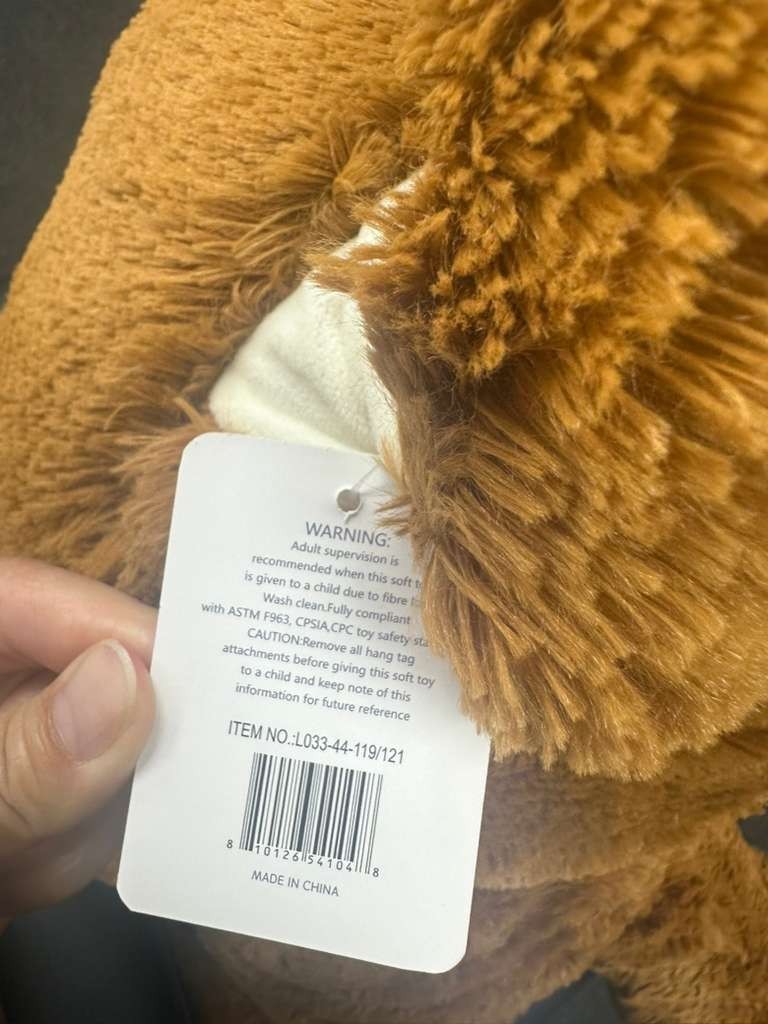 WARNING:
Adult supervision is
recommended when this soft
is given to a child due to fibre
Wash clean.Fully compliant
with ASTM F963, CPSIA,CPC toy safety
CAUTION:Remove all hang tag
attachments before giving this soft toy
to a child and keep note of this
information for future reference
ITEM NO.:L033-44-119/121
8 10126 54104 8
MADE IN CHINA